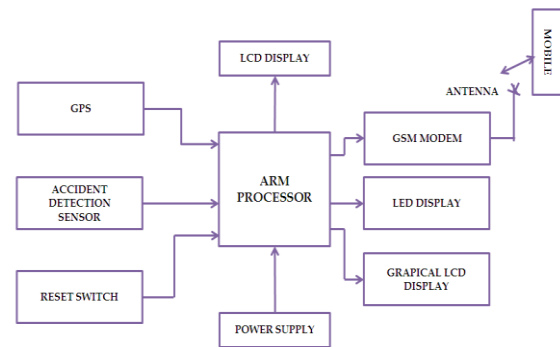 LCD DISPLAY
MOBILE
ANTENNA
GPS
GSM MODEM
ARM
PROCESSOR
ACCIDENT
DETECTION
SENSOR
LED DISPLAY
RESET SWITCH
GRAPICAL LCD
DISPLAY
POWER SUPPLY